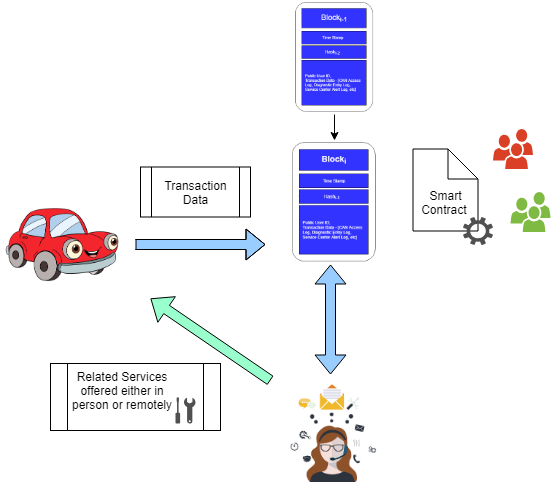 Block i-1
Time Stamp
Hash i-2
Public User ID,
Transaction Data - (CAN Access
Log, Diagnostic Entry Log,
Service Center Alert Log, etc)
Block i
Time Stamp
Hash i-1
Public User ID,
Transaction Data - (CAN Access
Log, Diagnostic Entry Log,
Service Center Alert Log, etc)
Transaction
Data
Smart
Contract
Related Services
offered either in
person or remotely